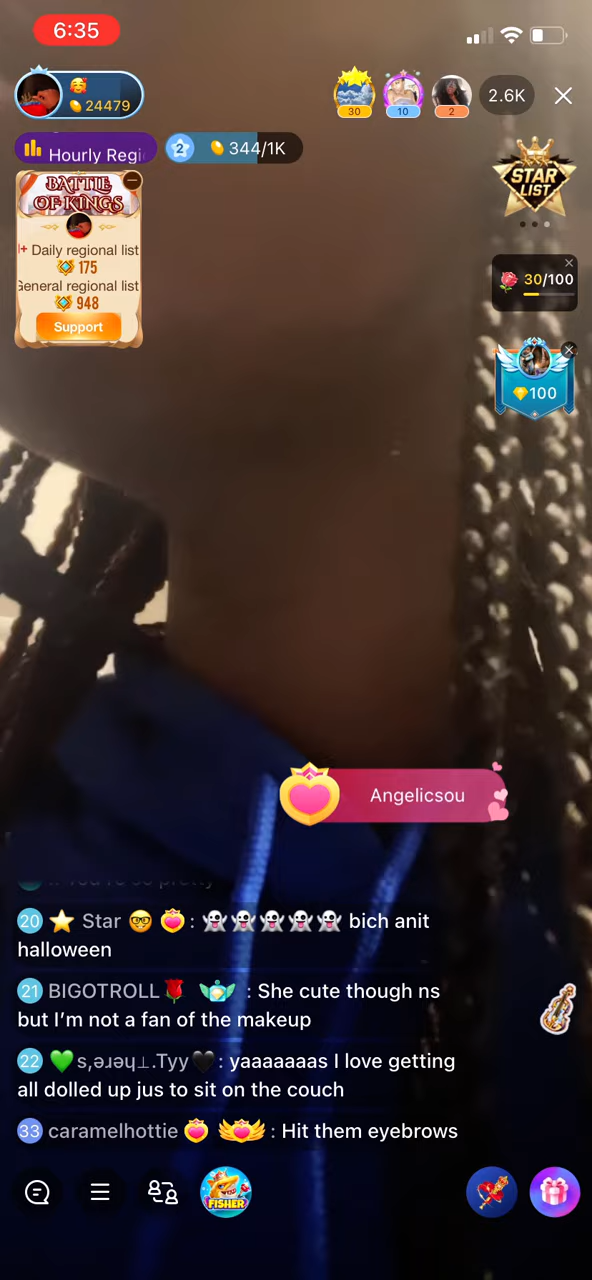 6:35
🥰
24479
30
10
2
2.6K
Hourly Regi
2
344/1K
STAR
LIST
BATTLE
OF KINGS
Daily regional list
175
General regional list
948
Support
30/100
100
Angelicsou
20 ⭐ Star 🤓 : 👻👻👻👻👻 bich anit
halloween
21 BIGOTROLL🌹 : She cute though ns
but I’m not a fan of the makeup
22 💚s,ǝɹǝɥ⊥.Tyy🖤: yaaaaaaas I love getting
all dolled up jus to sit on the couch
33 caramelhottie : Hit them eyebrows
FISHER